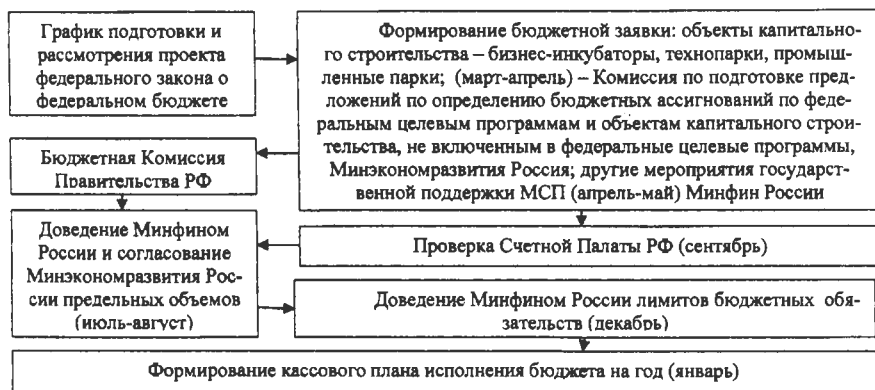 График подготовки и
рассмотрения проекта
федерального закона о
федеральном бюджете
Формирование бюджетной заявки: объекты капитально-
го строительства – бизнес-инкубаторы, технопарки, промыш-
ленные парки; (март-апрель) – Комиссия по подготовке пред-
ложений по определению бюджетных ассигнований по феде-
ральным целевым программам и объектам капитального строи-
тельства, не включенным в федеральные целевые программы,
Минэкономразвития Россия; другие мероприятия государст-
венной поддержки МСП (апрель-май) Минфин России
Бюджетная Комиссия
Правительства РФ
Доведение Минфином
России и согласование
Минэкономразвития Рос-
сии предельных объемов
(июль-август)
Проверка Счетной Палаты РФ (сентябрь)
Доведение Минфином России лимитов бюджетных обя-
зательств (декабрь)
Формирование кассового плана исполнения бюджета на год (январь)